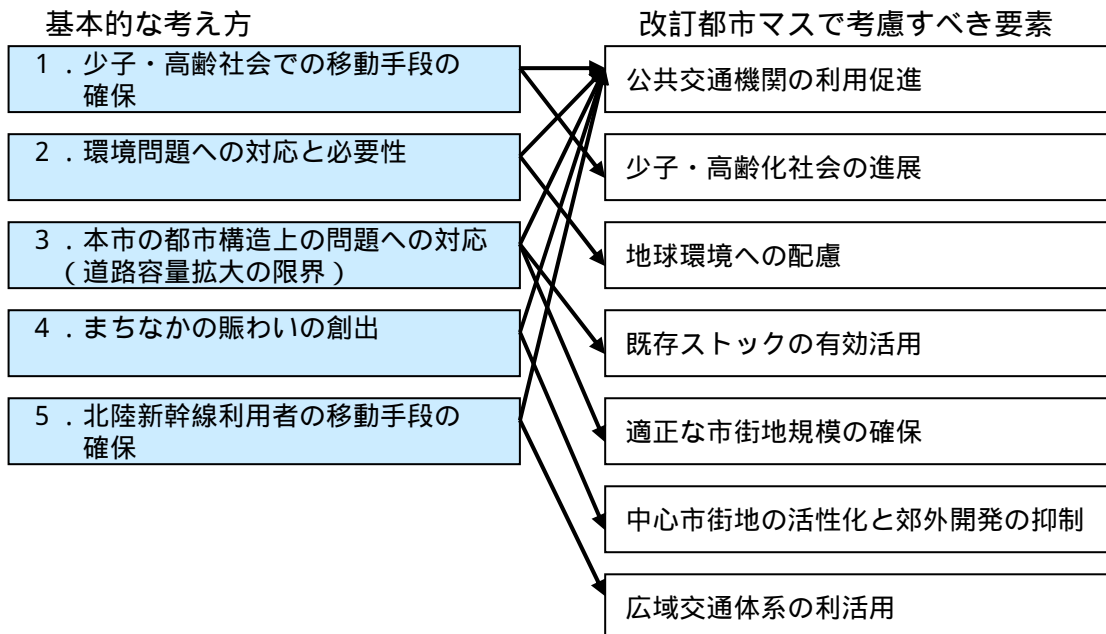 基本的な考え方
1．少子・高齢社会での移動手段の
確保
2．環境問題への対応と必要性
3．本市の都市構造上の問題への対応
（道路容量拡大の限界）
4．まちなかの賑わいの創出
5．北陸新幹線利用者の移動手段の
確保
改訂都市マスで考慮すべき要素
公共交通機関の利用促進
少子・高齢化社会の進展
地球環境への配慮
既存ストックの有効活用
適正な市街地規模の確保
中心市街地の活性化と郊外開発の抑制
広域交通体系の利活用